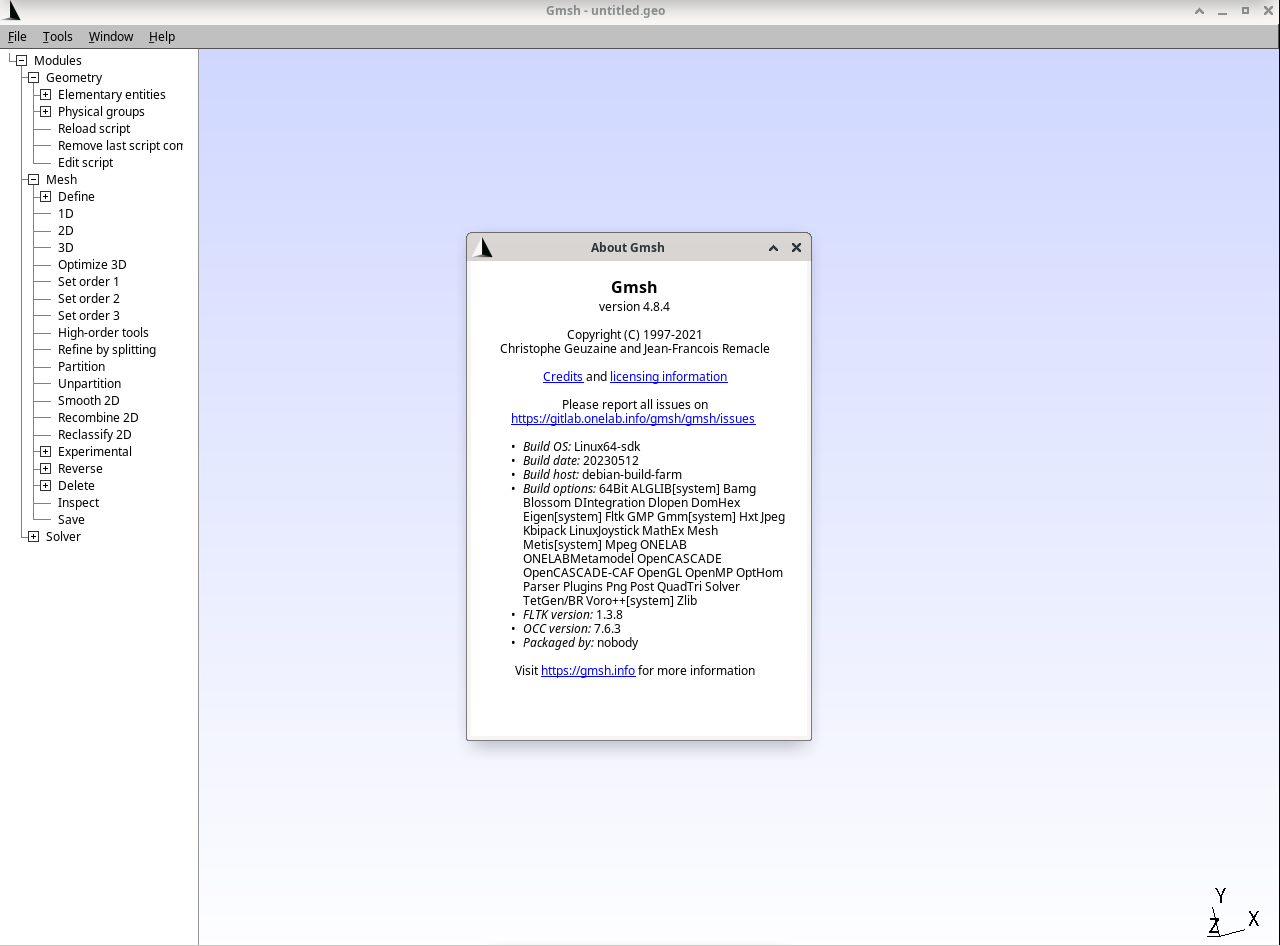 Gmsh - untitled.geo
File Tools Window Help
Modules
Geometry
Elementary entities
Physical groups
Reload script
Remove last script com
Edit script
Mesh
Define
1D
2D
3D
Optimize 3D
Set order 1
Set order 2
Set order 3
High-order tools
Refine by splitting
Partition
Unpartition
Smooth 2D
Recombine 2D
Reclassify 2D
Experimental
Reverse
Delete
Inspect
Save
Solver
About Gmsh
Gmsh
version 4.8.4
Copyright (C) 1997-2021
Christophe Geuzaine and Jean-Francois Remacle
Credits and licensing information
Please report all issues on
https://gitlab.onelab.info/gmsh/gmsh/issues
• Build OS: Linux64-sdk
• Build date: 20230512
• Build host: debian-build-farm
• Build options: 64Bit ALGLIB[system] Bamg
Blossom DIntegration Dlopen DomHex
Eigen[system] Fltk GMP Gmm[system] Hxt Jpeg
Kbipack LinuxJoystick MathEx Mesh
Metis[system] Mpeg ONELAB
ONELABMetamodel OpenCASCADE
OpenCASCADE-CAF OpenGL OpenMP OptHom
Parser Plugins Png Post QuadTri Solver
TetGen/BR Voro++[system] Zlib
• FLTK version: 1.3.8
• OCC version: 7.6.3
• Packaged by: nobody
Visit https://gmsh.info for more information
Y
Z X